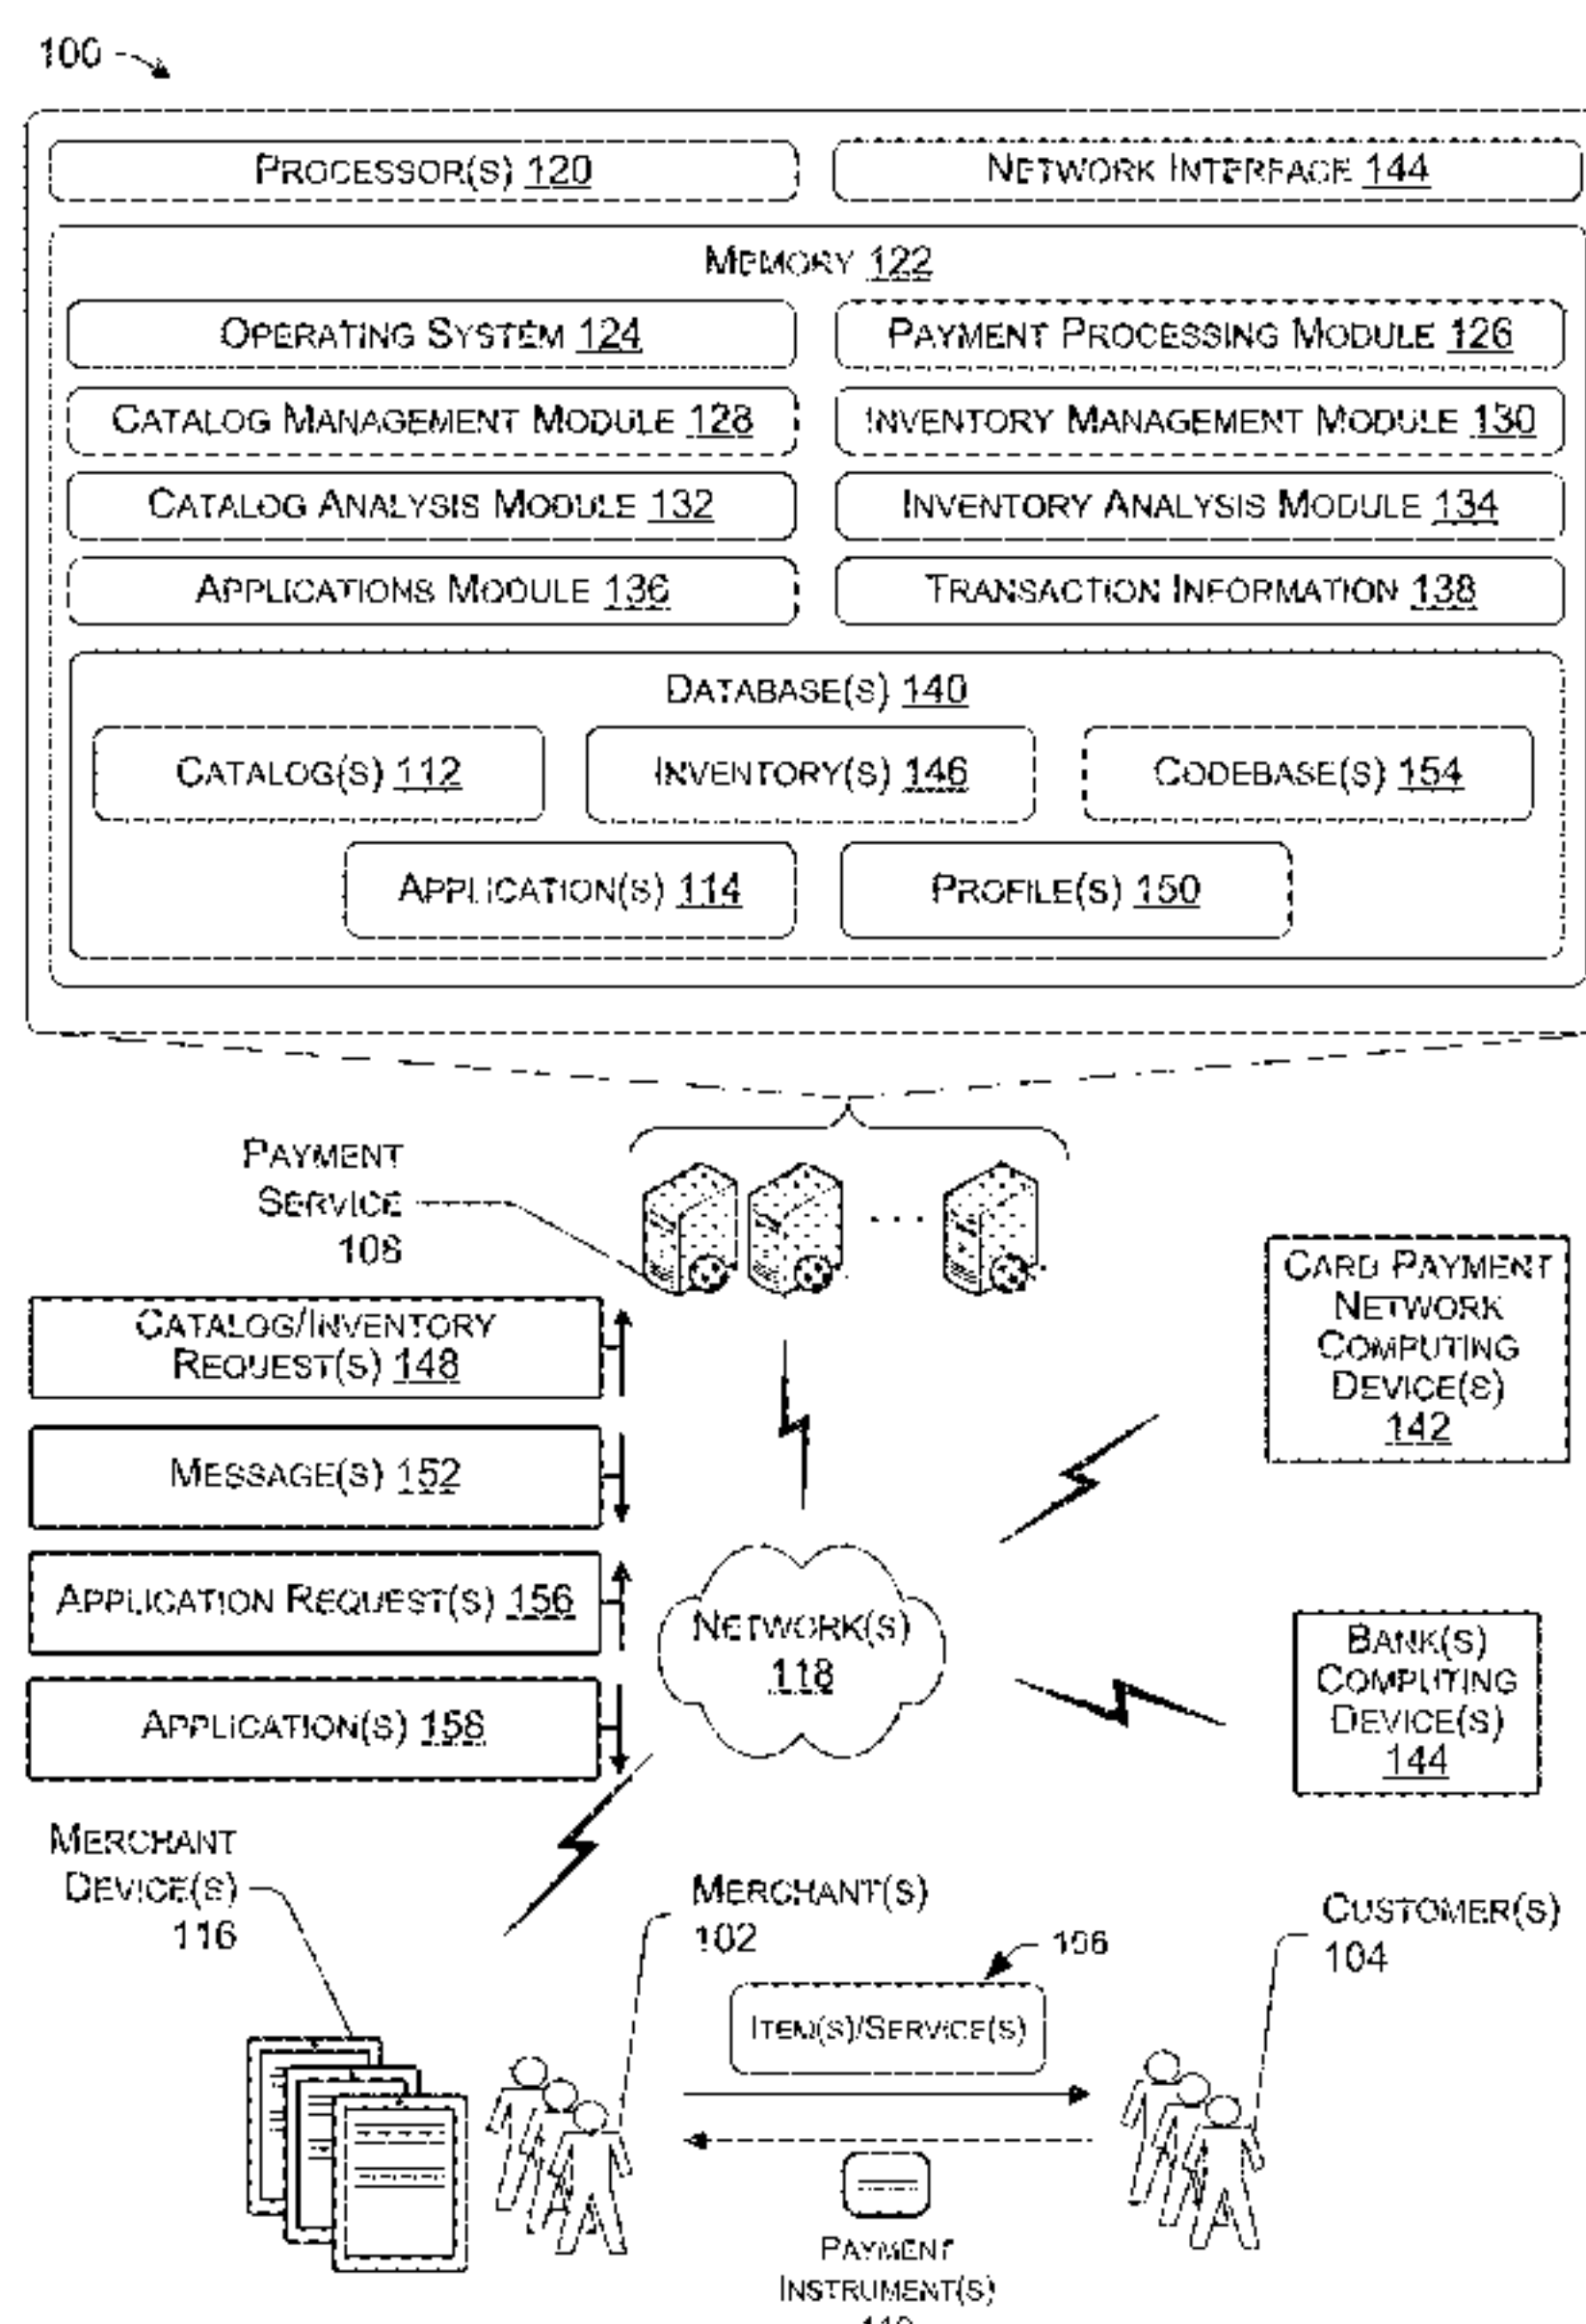 100
PROCESSOR(S) 120
NETWORK INTERFACE 144
MEMORY 122
OPERATING SYSTEM 124
PAYMENT PROCESSING MODULE 126
CATALOG MANAGEMENT MODULE 128
INVENTORY MANAGEMENT MODULE 130
CATALOG ANALYSIS MODULE 132
INVENTORY ANALYSIS MODULE 134
APPLICATIONS MODULE 136
TRANSACTION INFORMATION 138
DATABASE(S) 140
CATALOG(S) 112
INVENTORY(S) 146
CODEBASE(S) 154
APPLICATION(S) 114
PROFILE(S) 150
PAYMENT
SERVICE
108
CATALOG/INVENTORY
REQUEST(S) 148
MESSAGE(S) 152
APPLICATION REQUEST(S) 156
APPLICATION(S) 158
CARD PAYMENT
NETWORK
COMPUTING
DEVICE(S)
142
NETWORK(S)
118
BANK(S)
COMPUTING
DEVICE(S)
144
MERCHANT
DEVICE(S)
116
MERCHANT(S)
102
106
ITEM(S)/SERVICE(S)
CUSTOMER(S)
104
PAYMENT
INSTRUMENT(S)